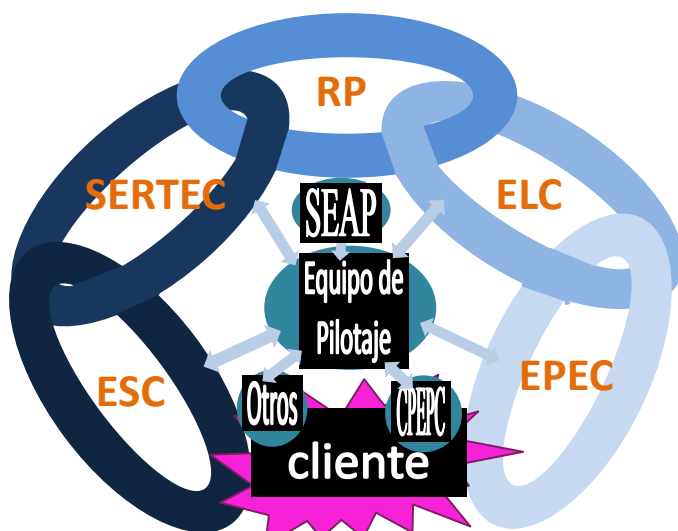 RP
SERTEC
ELC
SEAP
Equipo de
Pilotaje
ESC
EPEC
Otros
CPEPC
cliente